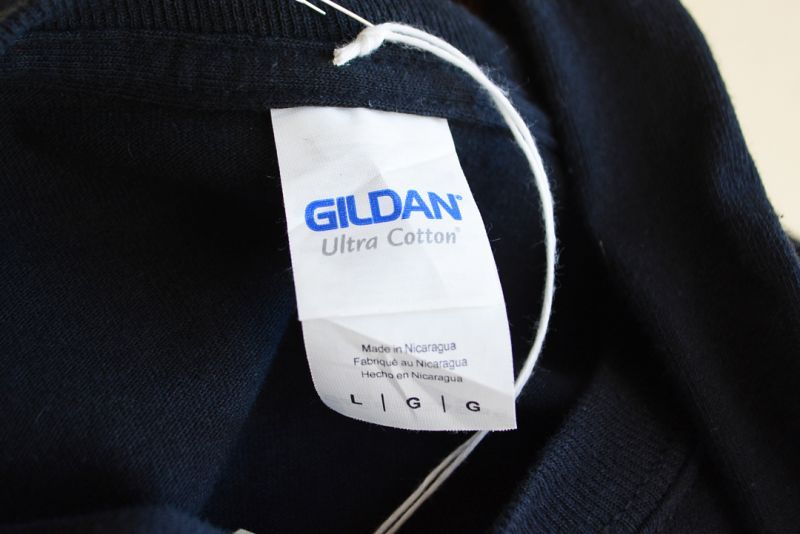 GILDAN®
Ultra Cotton®
Made in Nicaragua
Fabriqué au Nicaragua
Hecho en Nicaragua
L | G | G